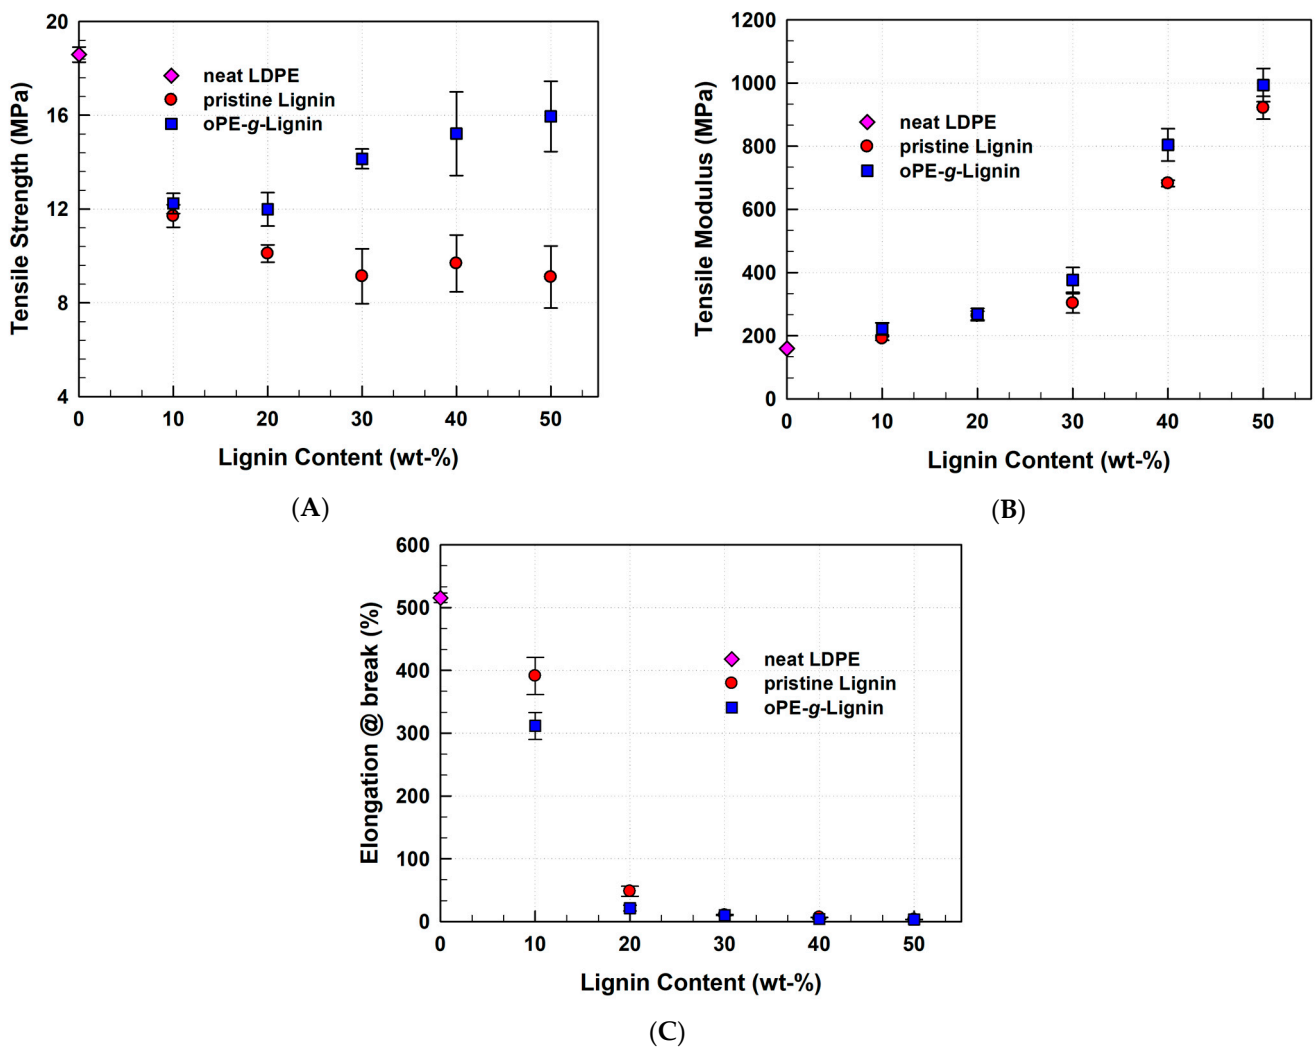 20
16
12
8
4
Tensile Strength (MPa)
neat LDPE
pristine Lignin
oPE-g-Lignin
0 10 20 30 40 50
Lignin Content (wt-%)
(A)
1200
1000
800
600
400
200
0
Tensile Modulus (MPa)
neat LDPE
pristine Lignin
oPE-g-Lignin
0 10 20 30 40 50
Lignin Content (wt-%)
(B)
600
500
400
300
200
100
0
Elongation @ break (%)
neat LDPE
pristine Lignin
oPE-g-Lignin
0 10 20 30 40 50
Lignin Content (wt-%)
(C)